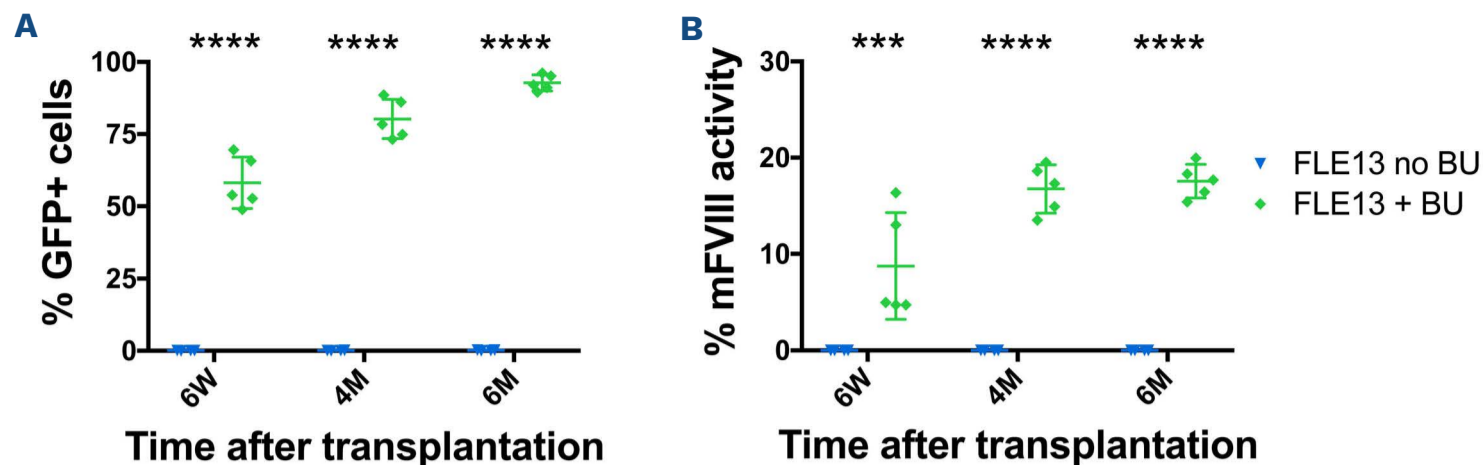 A
**** **** ****
% GFP+ cells
100
75
50
25
0
6W 4M 6M
Time after transplantation
B
*** **** ****
% mFVIII activity
30
20
10
0
6W 4M 6M
Time after transplantation
FLE13 no BU
FLE13 + BU